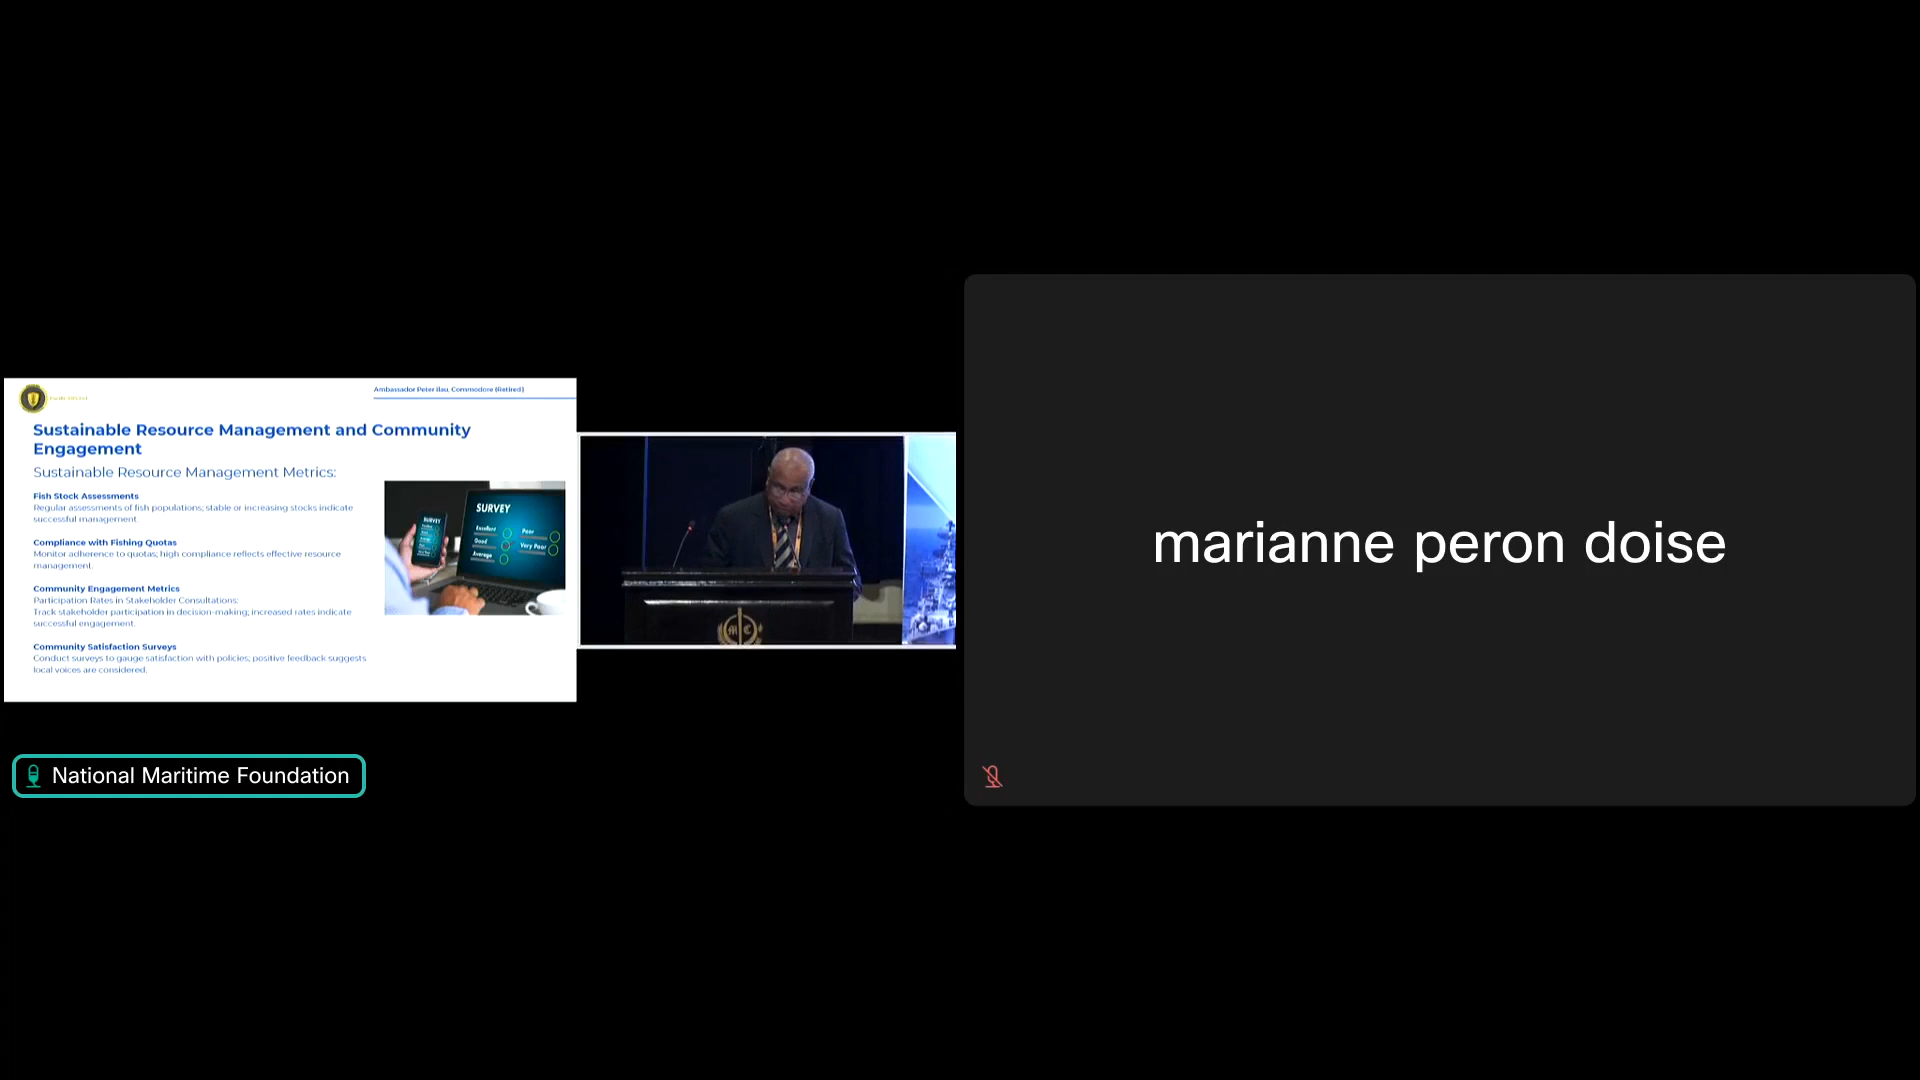 Ambassador Peter Ilau, Commodore (Retired)
Sustainable Resource Management and Community
Engagement
Sustainable Resource Management Metrics:
Fish Stock Assessments
Regular assessments of fish populations; stable or increasing stocks indicate
successful management
Compliance with Fishing Quotas
Monitor adherence to quotas; high compliance reflects effective resource
management.
Community Engagement Metrics
Participation Rates in Stakeholder Consultations:
Track stakeholder participation in decision-making; increased rates indicate
successful engagement.
Community Satisfaction Surveys
Conduct surveys to gauge satisfaction with policies; positive feedback suggests
local voices are considered.
SURVEY
SURVEY
Excellent
Good
Average
Poor
Very Poor
National Maritime Foundation
marianne peron doise